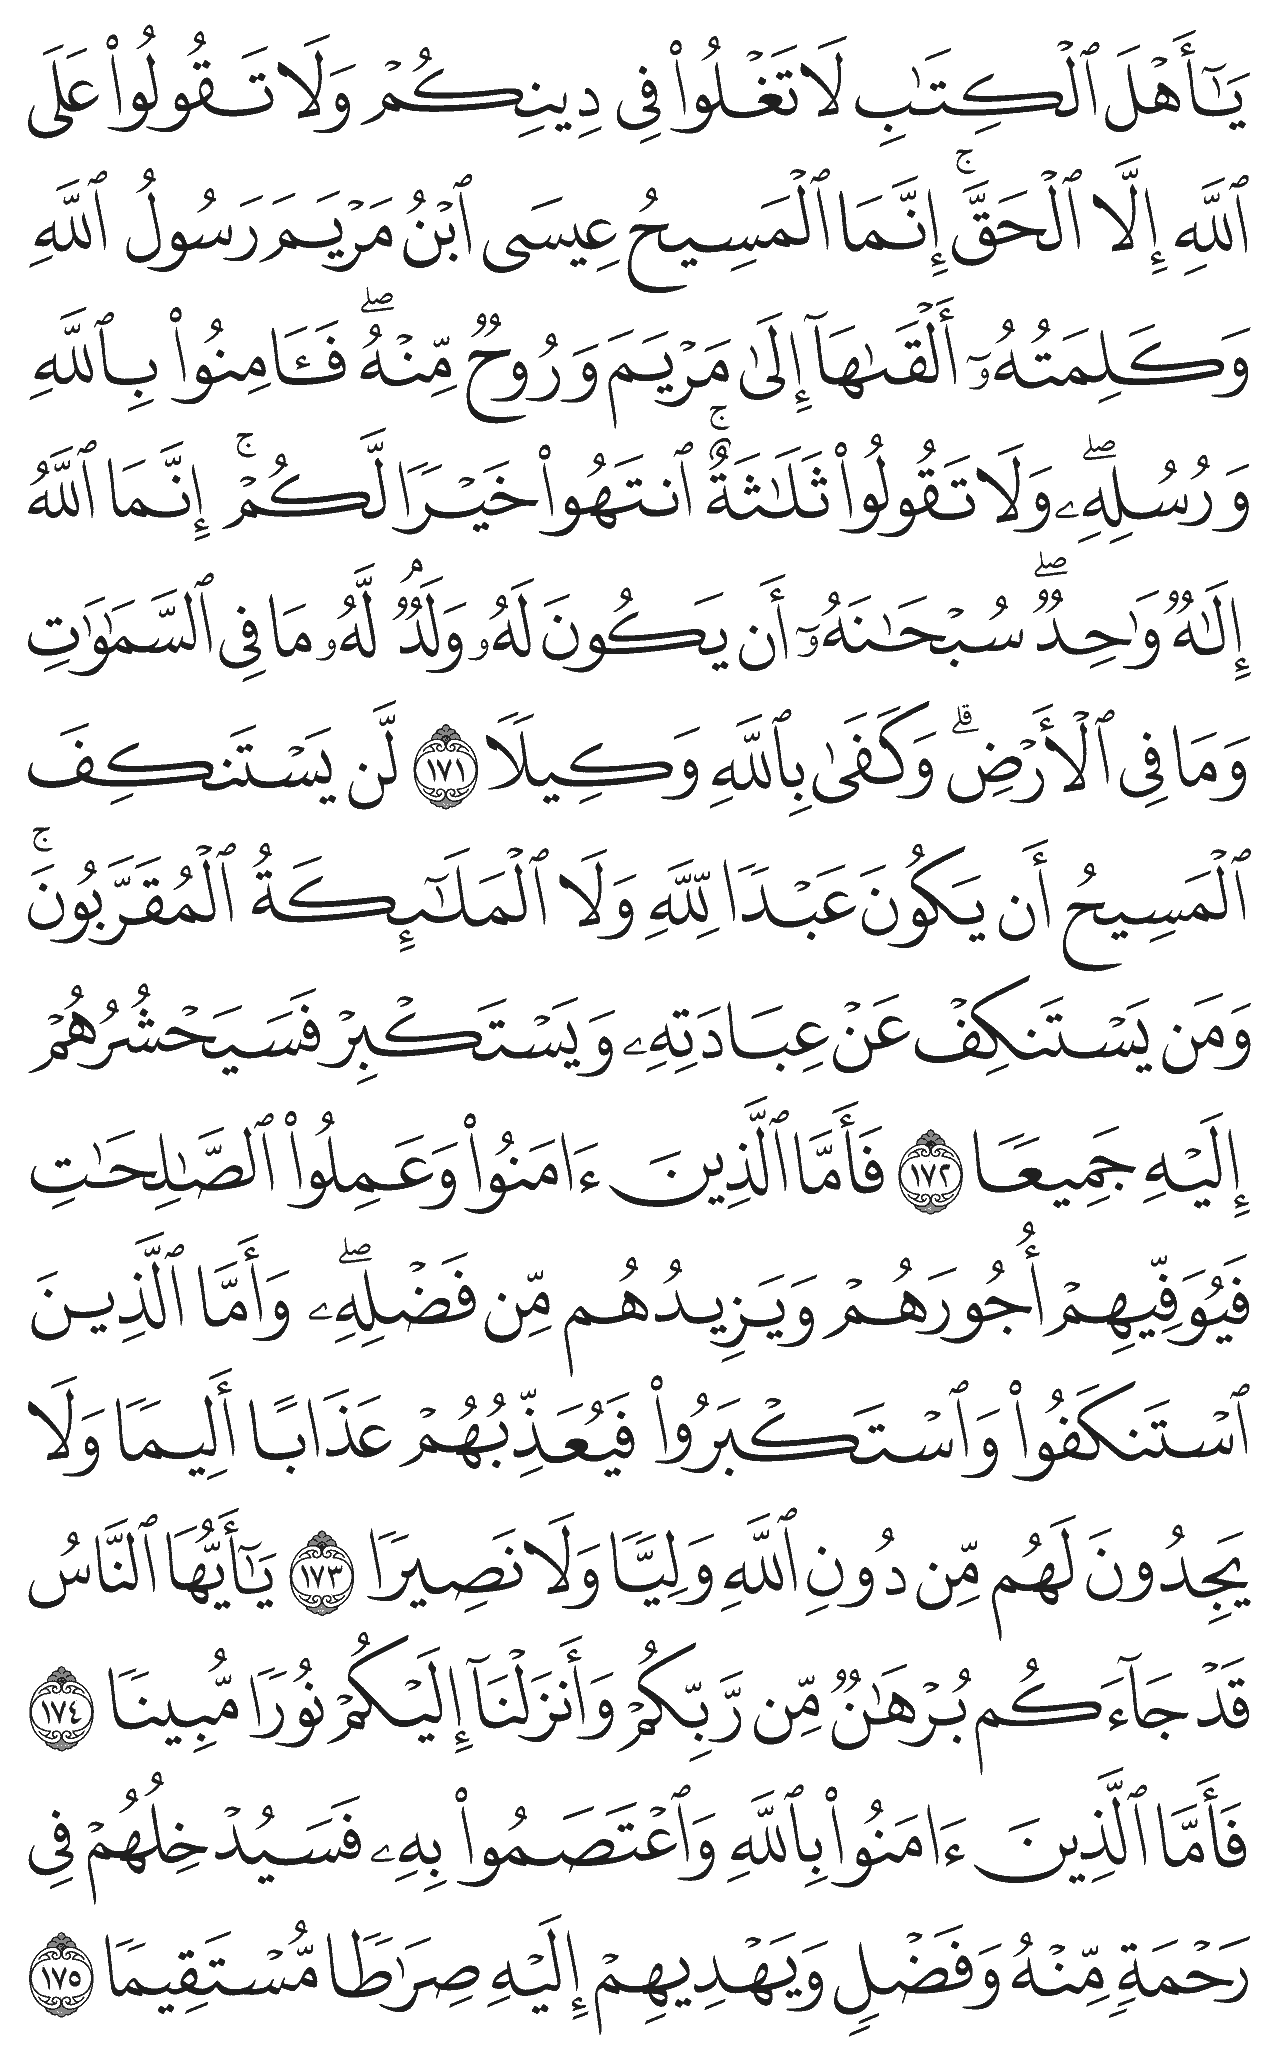 يَـٰٓأَهْلَ ٱلْكِتَـٰبِ لَا تَغْلُوا۟ فِى دِينِكُمْ وَلَا تَقُولُوا۟ عَلَى
ٱللَّهِ إِلَّا ٱلْحَقَّ ۚ إِنَّمَا ٱلْمَسِيحُ عِيسَى ٱبْنُ مَرْيَمَ رَسُولُ ٱللَّهِ
وَكَلِمَتُهُۥٓ أَلْقَىٰهَآ إِلَىٰ مَرْيَمَ وَرُوحٌ مِّنْهُ ۖ فَـَٔامِنُوا۟ بِٱللَّهِ
وَرُسُلِهِۦ ۖ وَلَا تَقُولُوا۟ ثَلَـٰثَةٌ ۚ ٱنتَهُوا۟ خَيْرًا لَّكُمْ ۚ إِنَّمَا ٱللَّهُ
إِلَـٰهٌ وَٰحِدٌ ۖ سُبْحَـٰنَهُۥٓ أَن يَكُونَ لَهُۥ وَلَدٌ ۘ لَّهُۥ مَا فِى ٱلسَّمَـٰوَٰتِ
وَمَا فِى ٱلْأَرْضِ ۗ وَكَفَىٰ بِٱللَّهِ وَكِيلًا ١٧١ لَّن يَسْتَنكِفَ
ٱلْمَسِيحُ أَن يَكُونَ عَبْدًا لِّلَّهِ وَلَا ٱلْمَلَـٰٓئِكَةُ ٱلْمُقَرَّبُونَ ۚ
وَمَن يَسْتَنكِفْ عَنْ عِبَادَتِهِۦ وَيَسْتَكْبِرْ فَسَيَحْشُرُهُمْ
إِلَيْهِ جَمِيعًا ١٧٢ فَأَمَّا ٱلَّذِينَ ءَامَنُوا۟ وَعَمِلُوا۟ ٱلصَّـٰلِحَـٰتِ
فَيُوَفِّيهِمْ أُجُورَهُمْ وَيَزِيدُهُم مِّن فَضْلِهِۦ ۖ وَأَمَّا ٱلَّذِينَ
ٱسْتَنكَفُوا۟ وَٱسْتَكْبَرُوا۟ فَيُعَذِّبُهُمْ عَذَابًا أَلِيمًا وَلَا
يَجِدُونَ لَهُم مِّن دُونِ ٱللَّهِ وَلِيًّا وَلَا نَصِيرًا ١٧٣ يَـٰٓأَيُّهَا ٱلنَّاسُ
قَدْ جَآءَكُم بُرْهَـٰنٌ مِّن رَّبِّكُمْ وَأَنزَلْنَآ إِلَيْكُمْ نُورًا مُّبِينًا ١٧٤
فَأَمَّا ٱلَّذِينَ ءَامَنُوا۟ بِٱللَّهِ وَٱعْتَصَمُوا۟ بِهِۦ فَسَيُدْخِلُهُمْ فِى
رَحْمَةٍ مِّنْهُ وَفَضْلٍ وَيَهْدِيهِمْ إِلَيْهِ صِرَٰطًا مُّسْتَقِيمًا ١٧٥